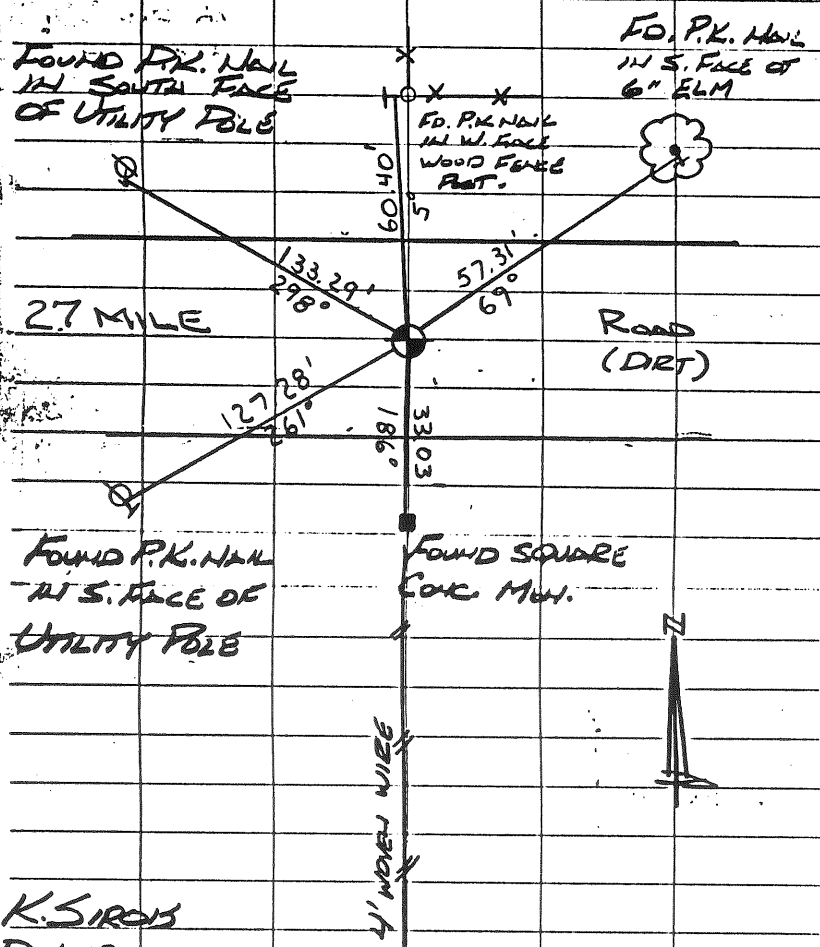 FOUND P.K. NAIL
IN SOUTH FACE
OF UTILITY POLE
FD. P.K. NAIL
IN S. FACE OF
6" ELM
FD. P.K NAIL
IN W. FACE
WOOD FENCE
POST.
60.40'
5°
133.29'
298°
57.31'
69°
27 MILE
ROAD
(DIRT)
127.28'
261°
33.03
186°
FOUND P.K. NAIL
IN S. FACE OF
UTILITY POLE
FOUND SQUARE
CONC. MON.
N
4' WOVEN WIRE
K. SIROIS